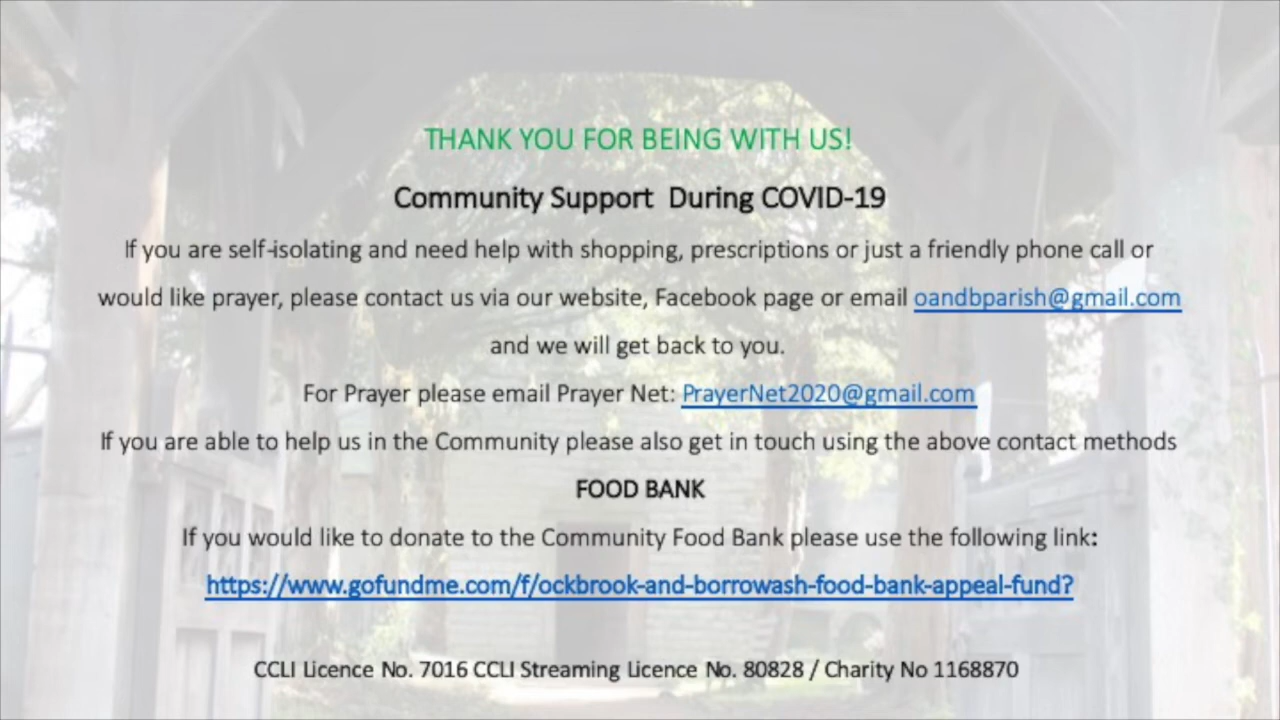 THANK YOU FOR BEING WITH US!
Community Support  During COVID-19
If you are self-isolating and need help with shopping, prescriptions or just a friendly phone call or
would like prayer, please contact us via our website, Facebook page or email oandbparish@gmail.com
and we will get back to you.
For Prayer please email Prayer Net: PrayerNet2020@gmail.com
If you are able to help us in the Community please also get in touch using the above contact methods
FOOD BANK
If you would like to donate to the Community Food Bank please use the following link:
https://www.gofundme.com/f/ockbrook-and-borrowash-food-bank-appeal-fund?
CCLI Licence No. 7016 CCLI Streaming Licence No. 80828 / Charity No 1168870